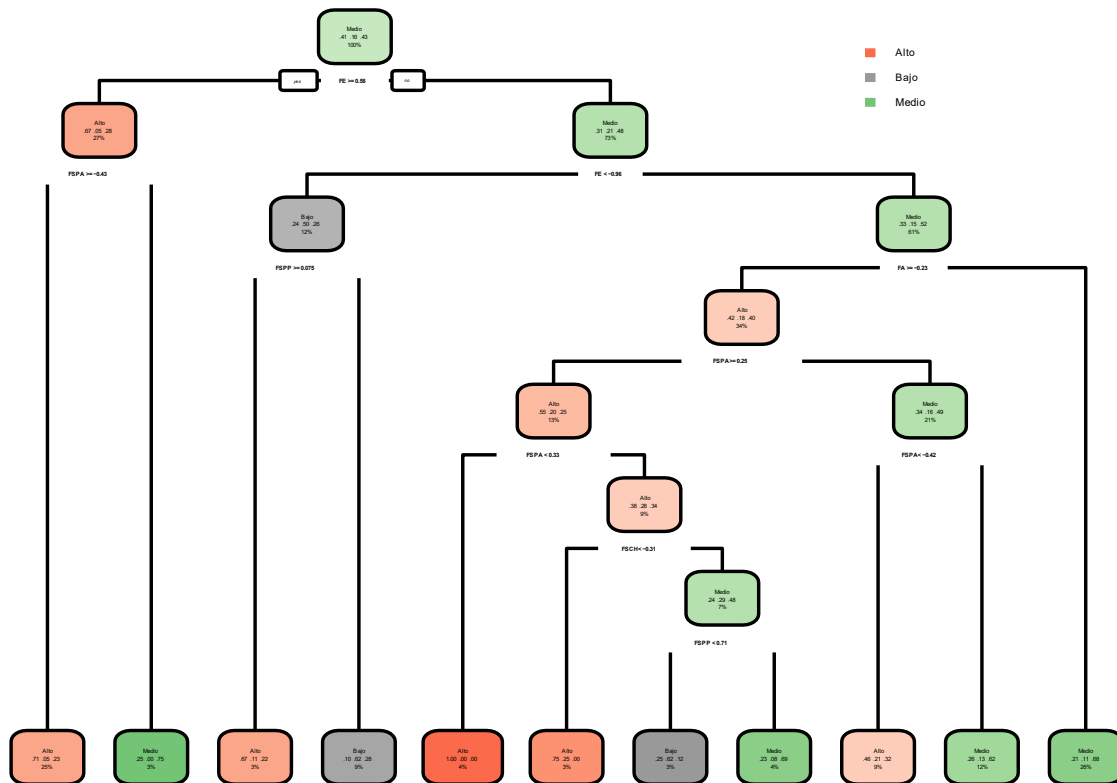 Medio
.41 .16 .43
100%
Alto
Bajo
Medio
yes
FE >= 0.58
no
Alto
.67 .05 .28
27%
Medio
.31 .21 .48
73%
FSPA >= −0.43
FE < −0.96
Bajo
.24 .50 .26
12%
Medio
.33 .15 .52
61%
FSPP >= 0.075
FA >= −0.23
Alto
.42 .18 .40
34%
FSPA >= 0.25
Alto
.55 .20 .25
13%
Medio
.34 .16 .49
21%
FSPA < 0.33
FSPA < −0.42
Alto
.38 .28 .34
9%
FSCH < −0.31
Medio
.24 .29 .48
7%
FSPP < 0.71
Alto
.71 .05 .23
25%
Medio
.25 .00 .75
3%
Alto
.67 .11 .22
3%
Bajo
.10 .62 .28
9%
Alto
1.00 .00 .00
4%
Alto
.75 .25 .00
3%
Bajo
.25 .62 .12
3%
Medio
.23 .08 .69
4%
Alto
.46 .21 .32
9%
Medio
.26 .13 .62
12%
Medio
.21 .11 .68
26%